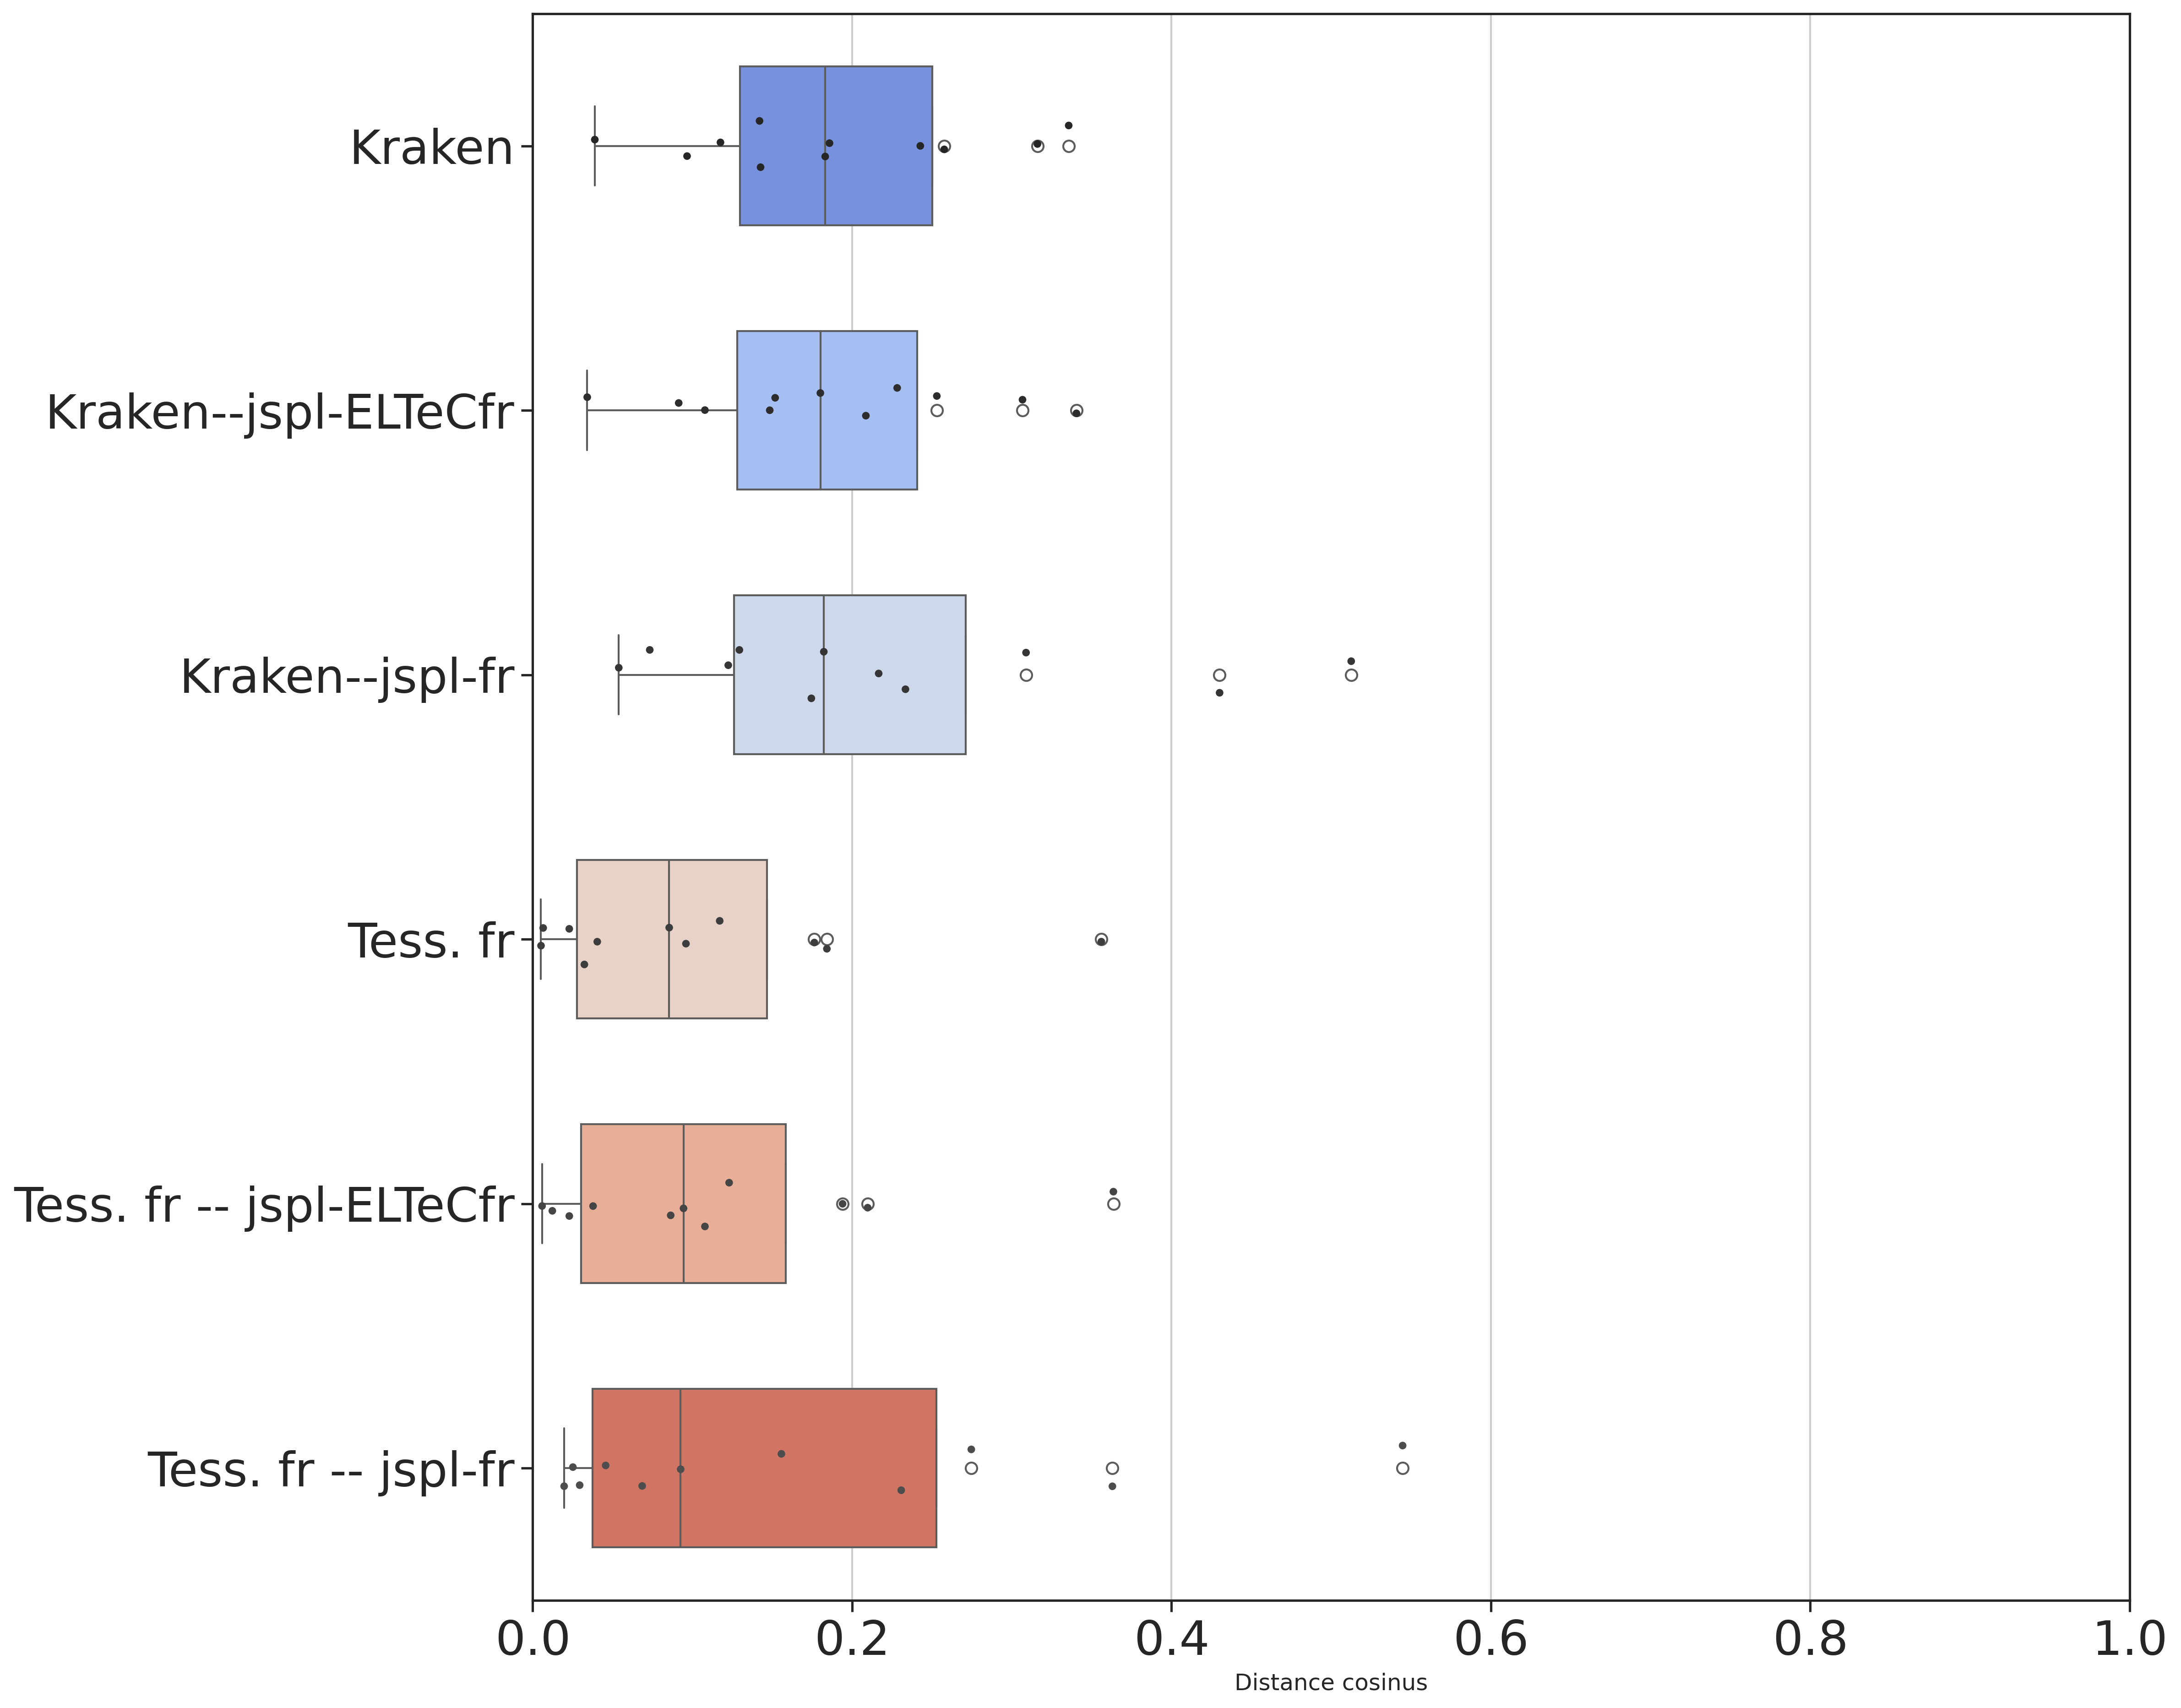 Kraken
Kraken--jspl-ELTeCfr
Kraken--jspl-fr
Tess. fr
Tess. fr -- jspl-ELTeCfr
Tess. fr -- jspl-fr
0.0 0.2 0.4 0.6 0.8 1.0
Distance cosinus